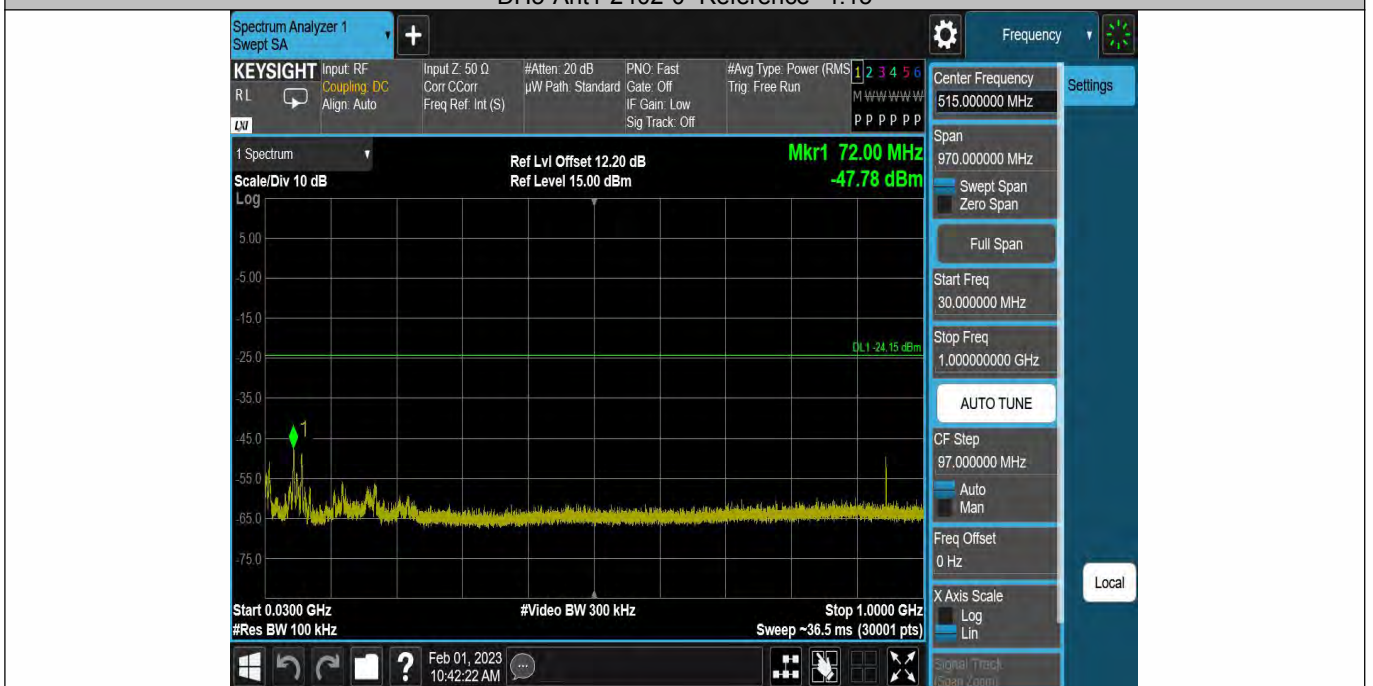 Spectrum Analyzer 1
Swept SA
+
Frequency
KEYSIGHT
RL
LXI
Input: RF
Coupling: DC
Align: Auto
Input Z: 50 Ω
Corr CCorr
Freq Ref: Int (S)
#Atten: 20 dB
µW Path: Standard
PNO: Fast
Gate: Off
IF Gain: Low
Sig Track: Off
#Avg Type: Power (RMS
Trig: Free Run
1 2 3 4 5 6
M W W W W W
P P P P P P
1 Spectrum
Scale/Div 10 dB
Log
Ref Lvl Offset 12.20 dB
Ref Level 15.00 dBm
Mkr1 72.00 MHz
-47.78 dBm
5.00
-5.00
-15.0
DL1 -24.15 dBm
-25.0
-35.0
1
-45.0
-55.0
-65.0
-75.0
Start 0.0300 GHz
#Res BW 100 kHz
#Video BW 300 kHz
Stop 1.0000 GHz
Sweep ~36.5 ms (30001 pts)
?
Feb 01, 2023
10:42:22 AM
Center Frequency
515.000000 MHz
Settings
Span
970.000000 MHz
Swept Span
Zero Span
Full Span
Start Freq
30.000000 MHz
Stop Freq
1.000000000 GHz
AUTO TUNE
CF Step
97.000000 MHz
Auto
Man
Freq Offset
0 Hz
X Axis Scale
Log
Lin
Local
Signal Track
(Span Zoom)